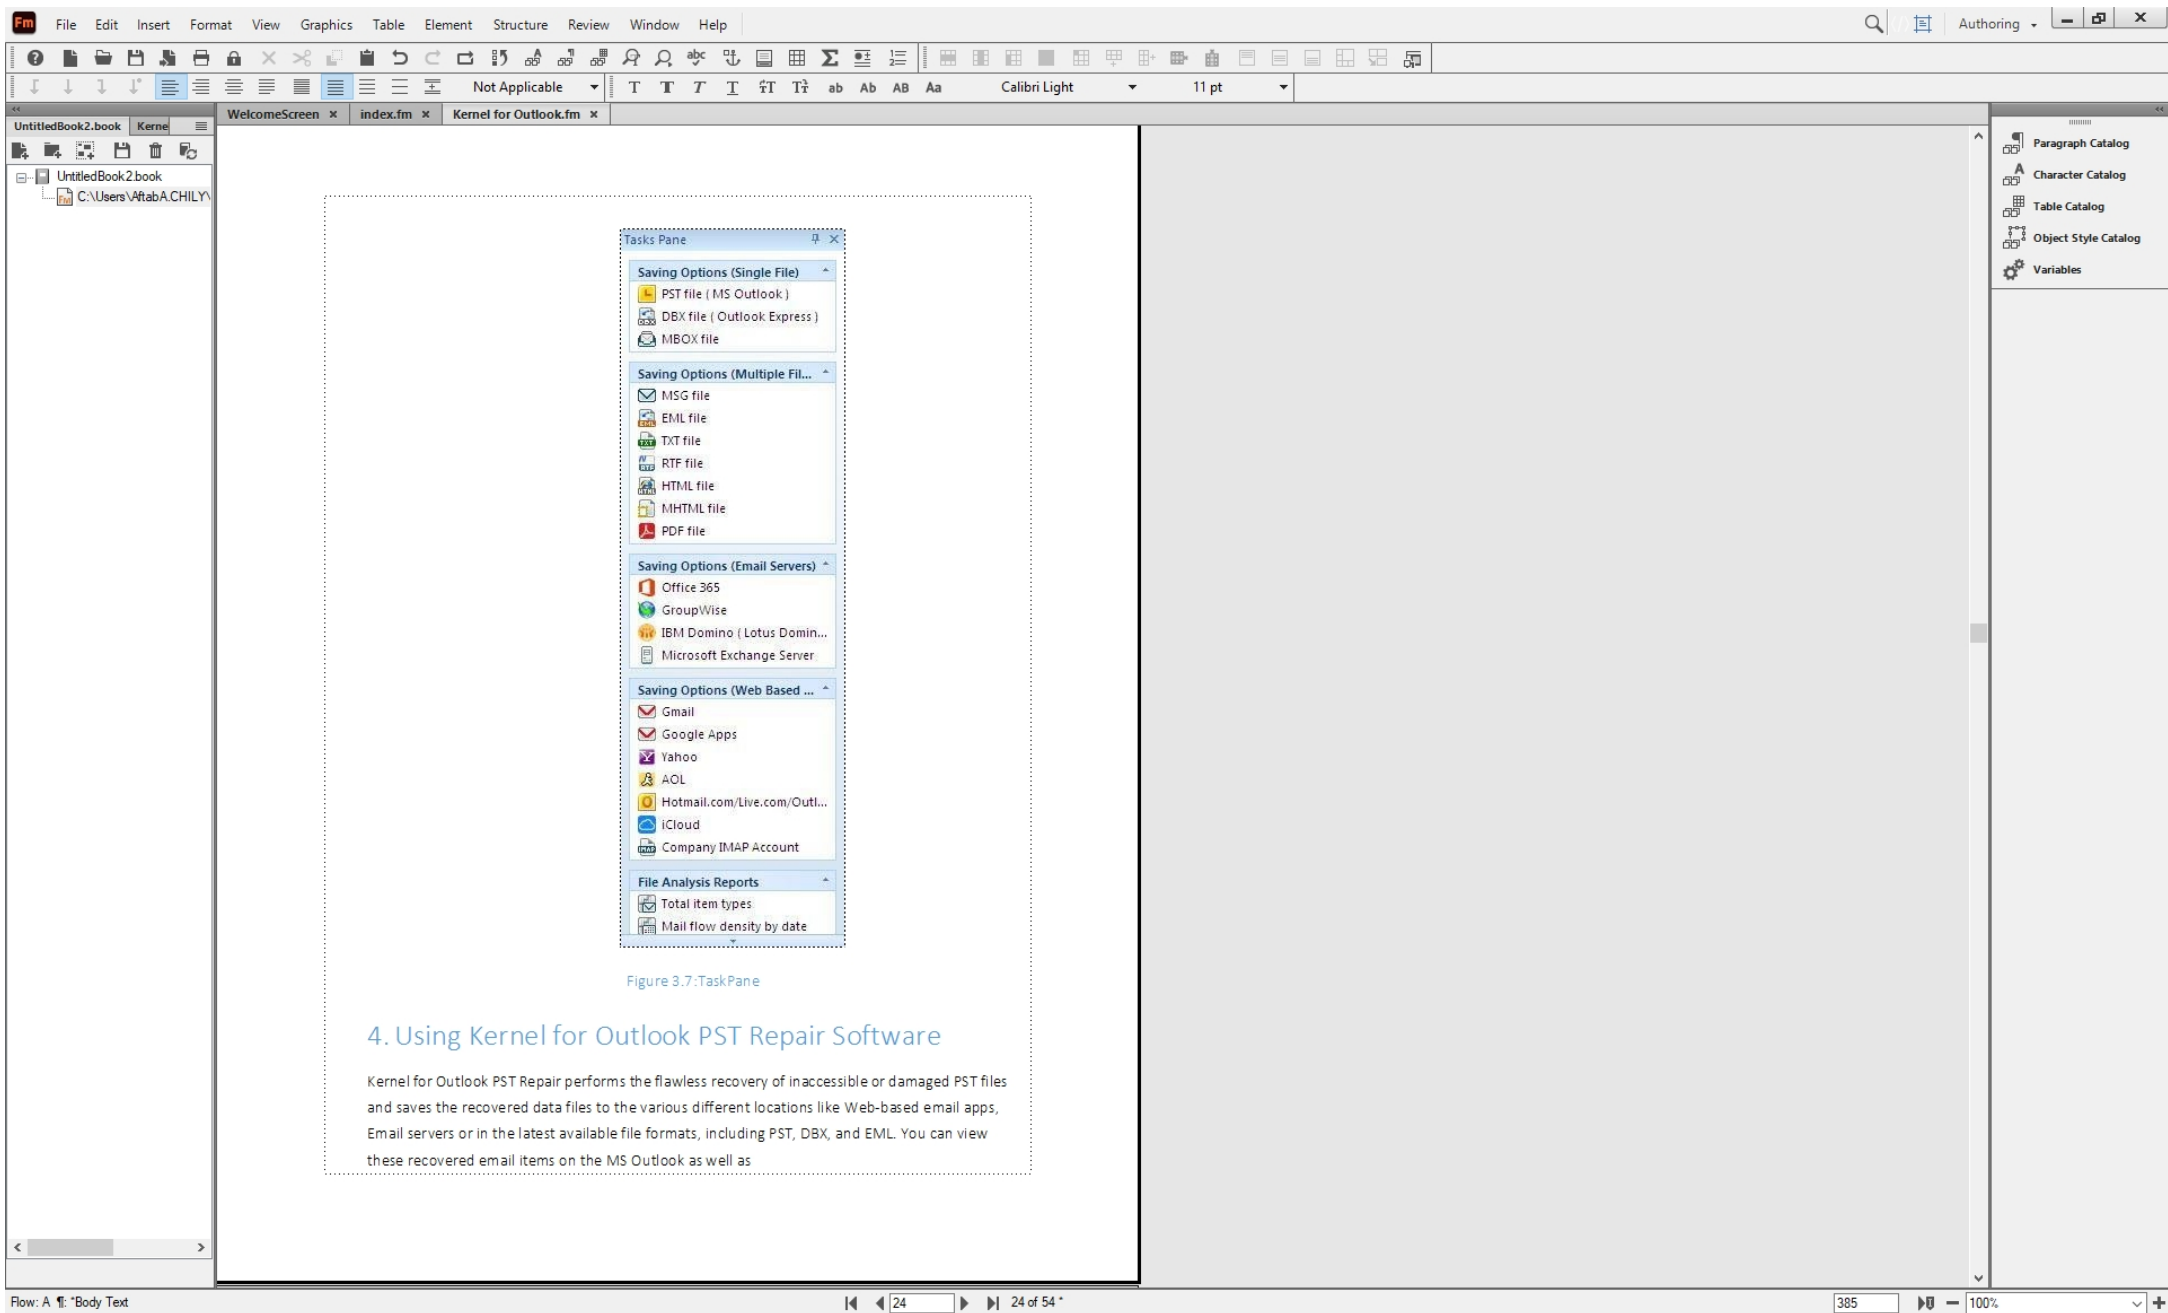 Fm File Edit Insert Format View Graphics Table Element Structure Review Window Help
Authoring
Not Applicable
Calibri Light
11 pt
UntitledBook2.book Kerne
WelcomeScreen
index.fm
Kernel for Outlook.fm
UntitledBook2.book
C:\Users\AftabA.CHILY\
Tasks Pane
Saving Options (Single File)
PST file ( MS Outlook )
DBX file ( Outlook Express )
MBOX file
Saving Options (Multiple Fil...
MSG file
EML file
TXT file
RTF file
HTML file
MHTML file
PDF file
Saving Options (Email Servers)
Office 365
GroupWise
IBM Domino ( Lotus Domin...
Microsoft Exchange Server
Saving Options (Web Based ...
Gmail
Google Apps
Yahoo
AOL
Hotmail.com/Live.com/Outl...
iCloud
Company IMAP Account
File Analysis Reports
Total item types
Mail flow density by date
Figure 3.7:TaskPane
4. Using Kernel for Outlook PST Repair Software
Kernel for Outlook PST Repair performs the flawless recovery of inaccessible or damaged PST files
and saves the recovered data files to the various different locations like Web-based email apps,
Email servers or in the latest available file formats, including PST, DBX, and EML. You can view
these recovered email items on the MS Outlook as well as
Paragraph Catalog
Character Catalog
Table Catalog
Object Style Catalog
Variables
Flow: A ¶: *Body Text
24
24 of 54 *
385
100%